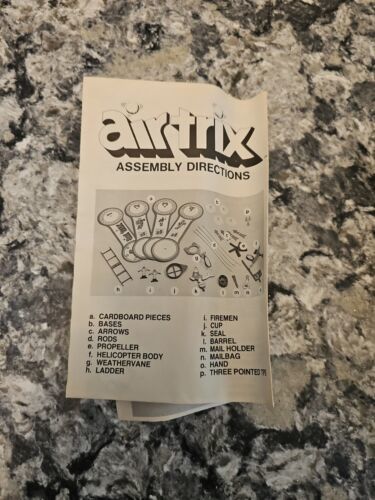 airtrix
ASSEMBLY DIRECTIONS
a. CARDBOARD PIECES
b. BASES
c. ARROWS
d. RODS
e. PROPELLER
f. HELICOPTER BODY
g. WEATHERVANE
h. LADDER
i. FIREMEN
j. CUP
k. SEAL
l. BARREL
m. MAIL HOLDER
n. MAILBAG
o. HAND
p. THREE POINTED